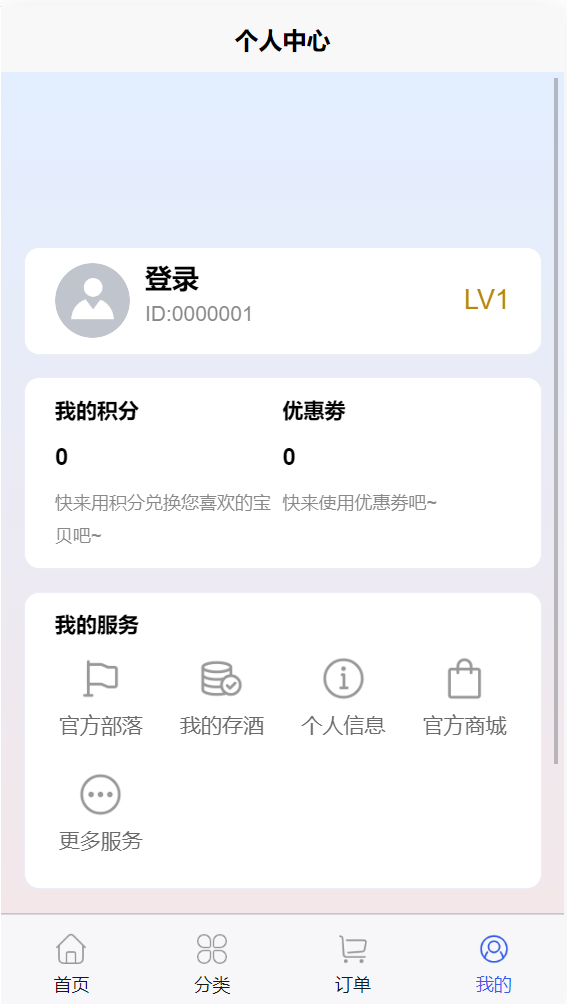 个人中心
登录
ID:0000001
LV1
我的积分
优惠劵
0
0
快来用积分兑换您喜欢的宝
贝吧~
快来使用优惠劵吧~
我的服务
官方部落
我的存酒
个人信息
官方商城
更多服务
首页
分类
订单
我的